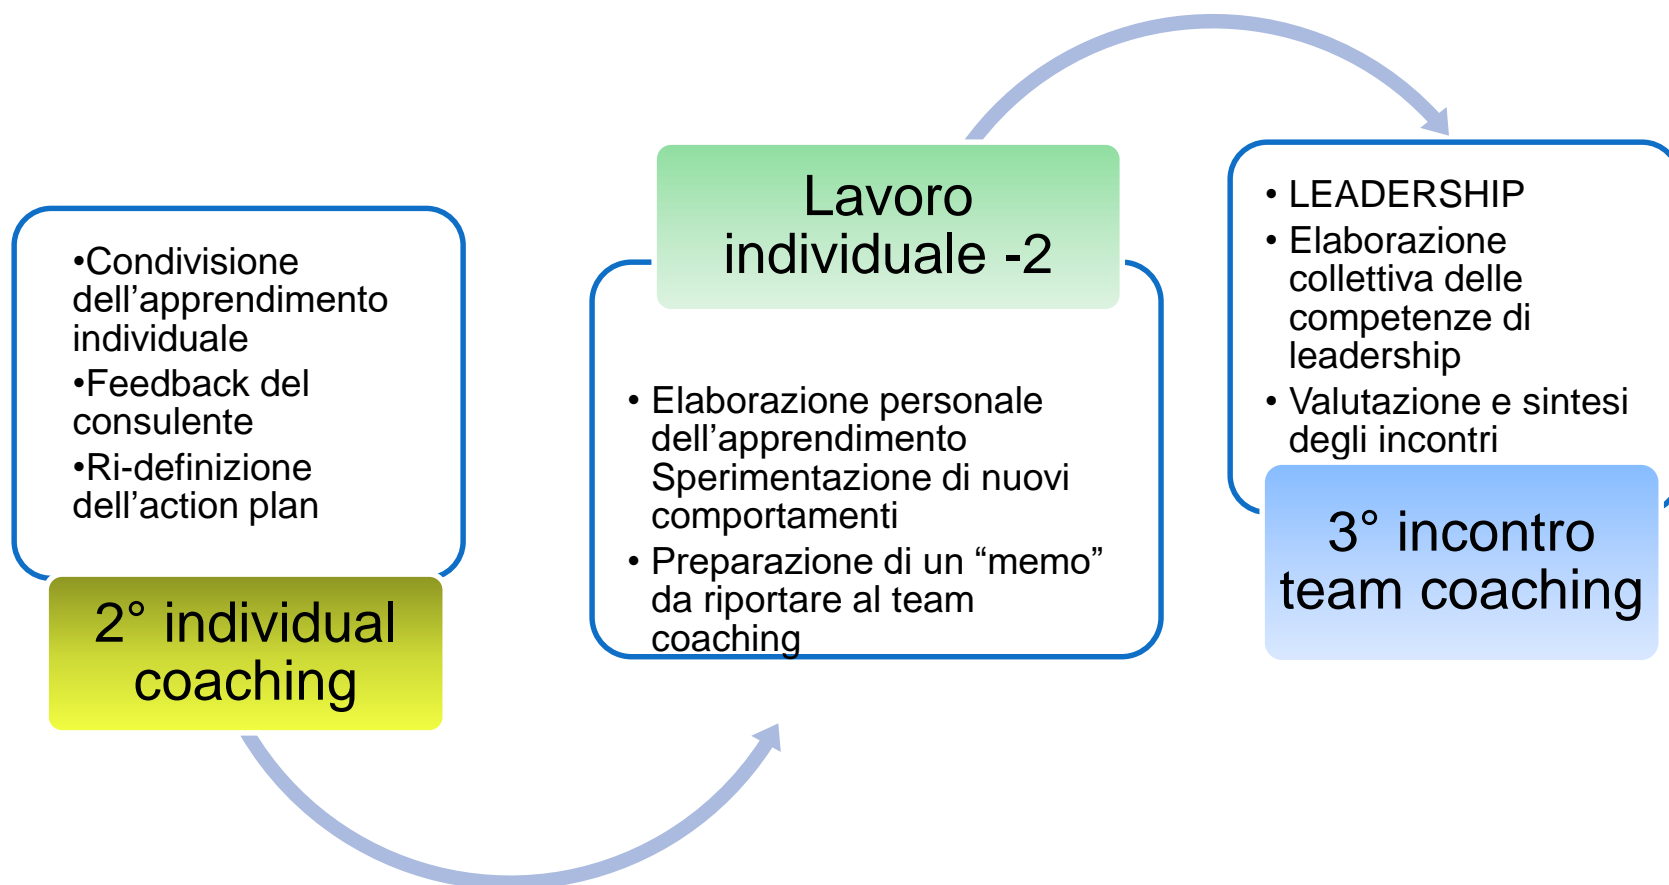 •Condivisione
dell’apprendimento
individuale
•Feedback del
consulente
•Ri-definizione
dell’action plan
2° individual
coaching
Lavoro
individuale -2
• Elaborazione personale
dell’apprendimento
Sperimentazione di nuovi
comportamenti
• Preparazione di un “memo”
da riportare al team
coaching
• LEADERSHIP
• Elaborazione
collettiva delle
competenze di
leadership
• Valutazione e sintesi
degli incontri
3° incontro
team coaching